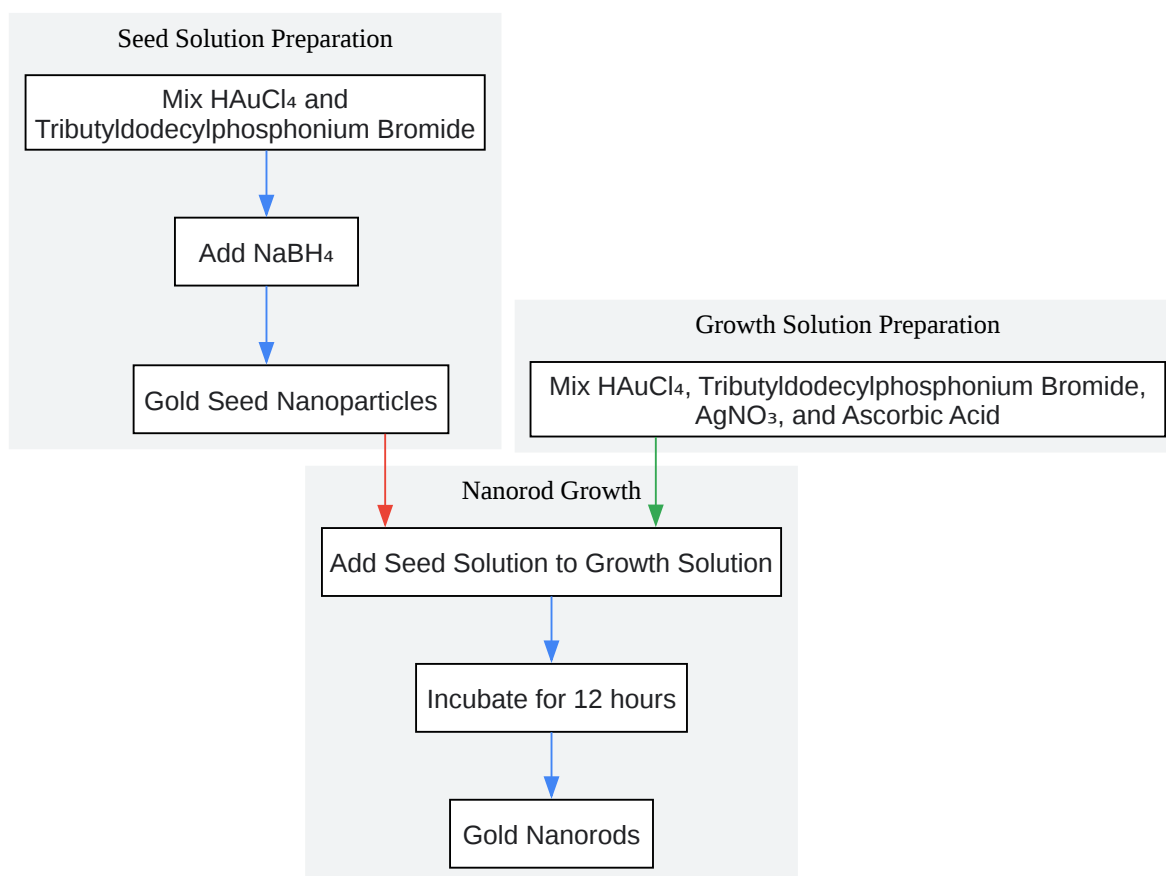 Seed Solution Preparation
Mix HAuCl₄ and
Tributyldodecylphosphonium Bromide
Add NaBH₄
Gold Seed Nanoparticles
Growth Solution Preparation
Mix HAuCl₄, Tributyldodecylphosphonium Bromide,
AgNO₃, and Ascorbic Acid
Nanorod Growth
Add Seed Solution to Growth Solution
Incubate for 12 hours
Gold Nanorods